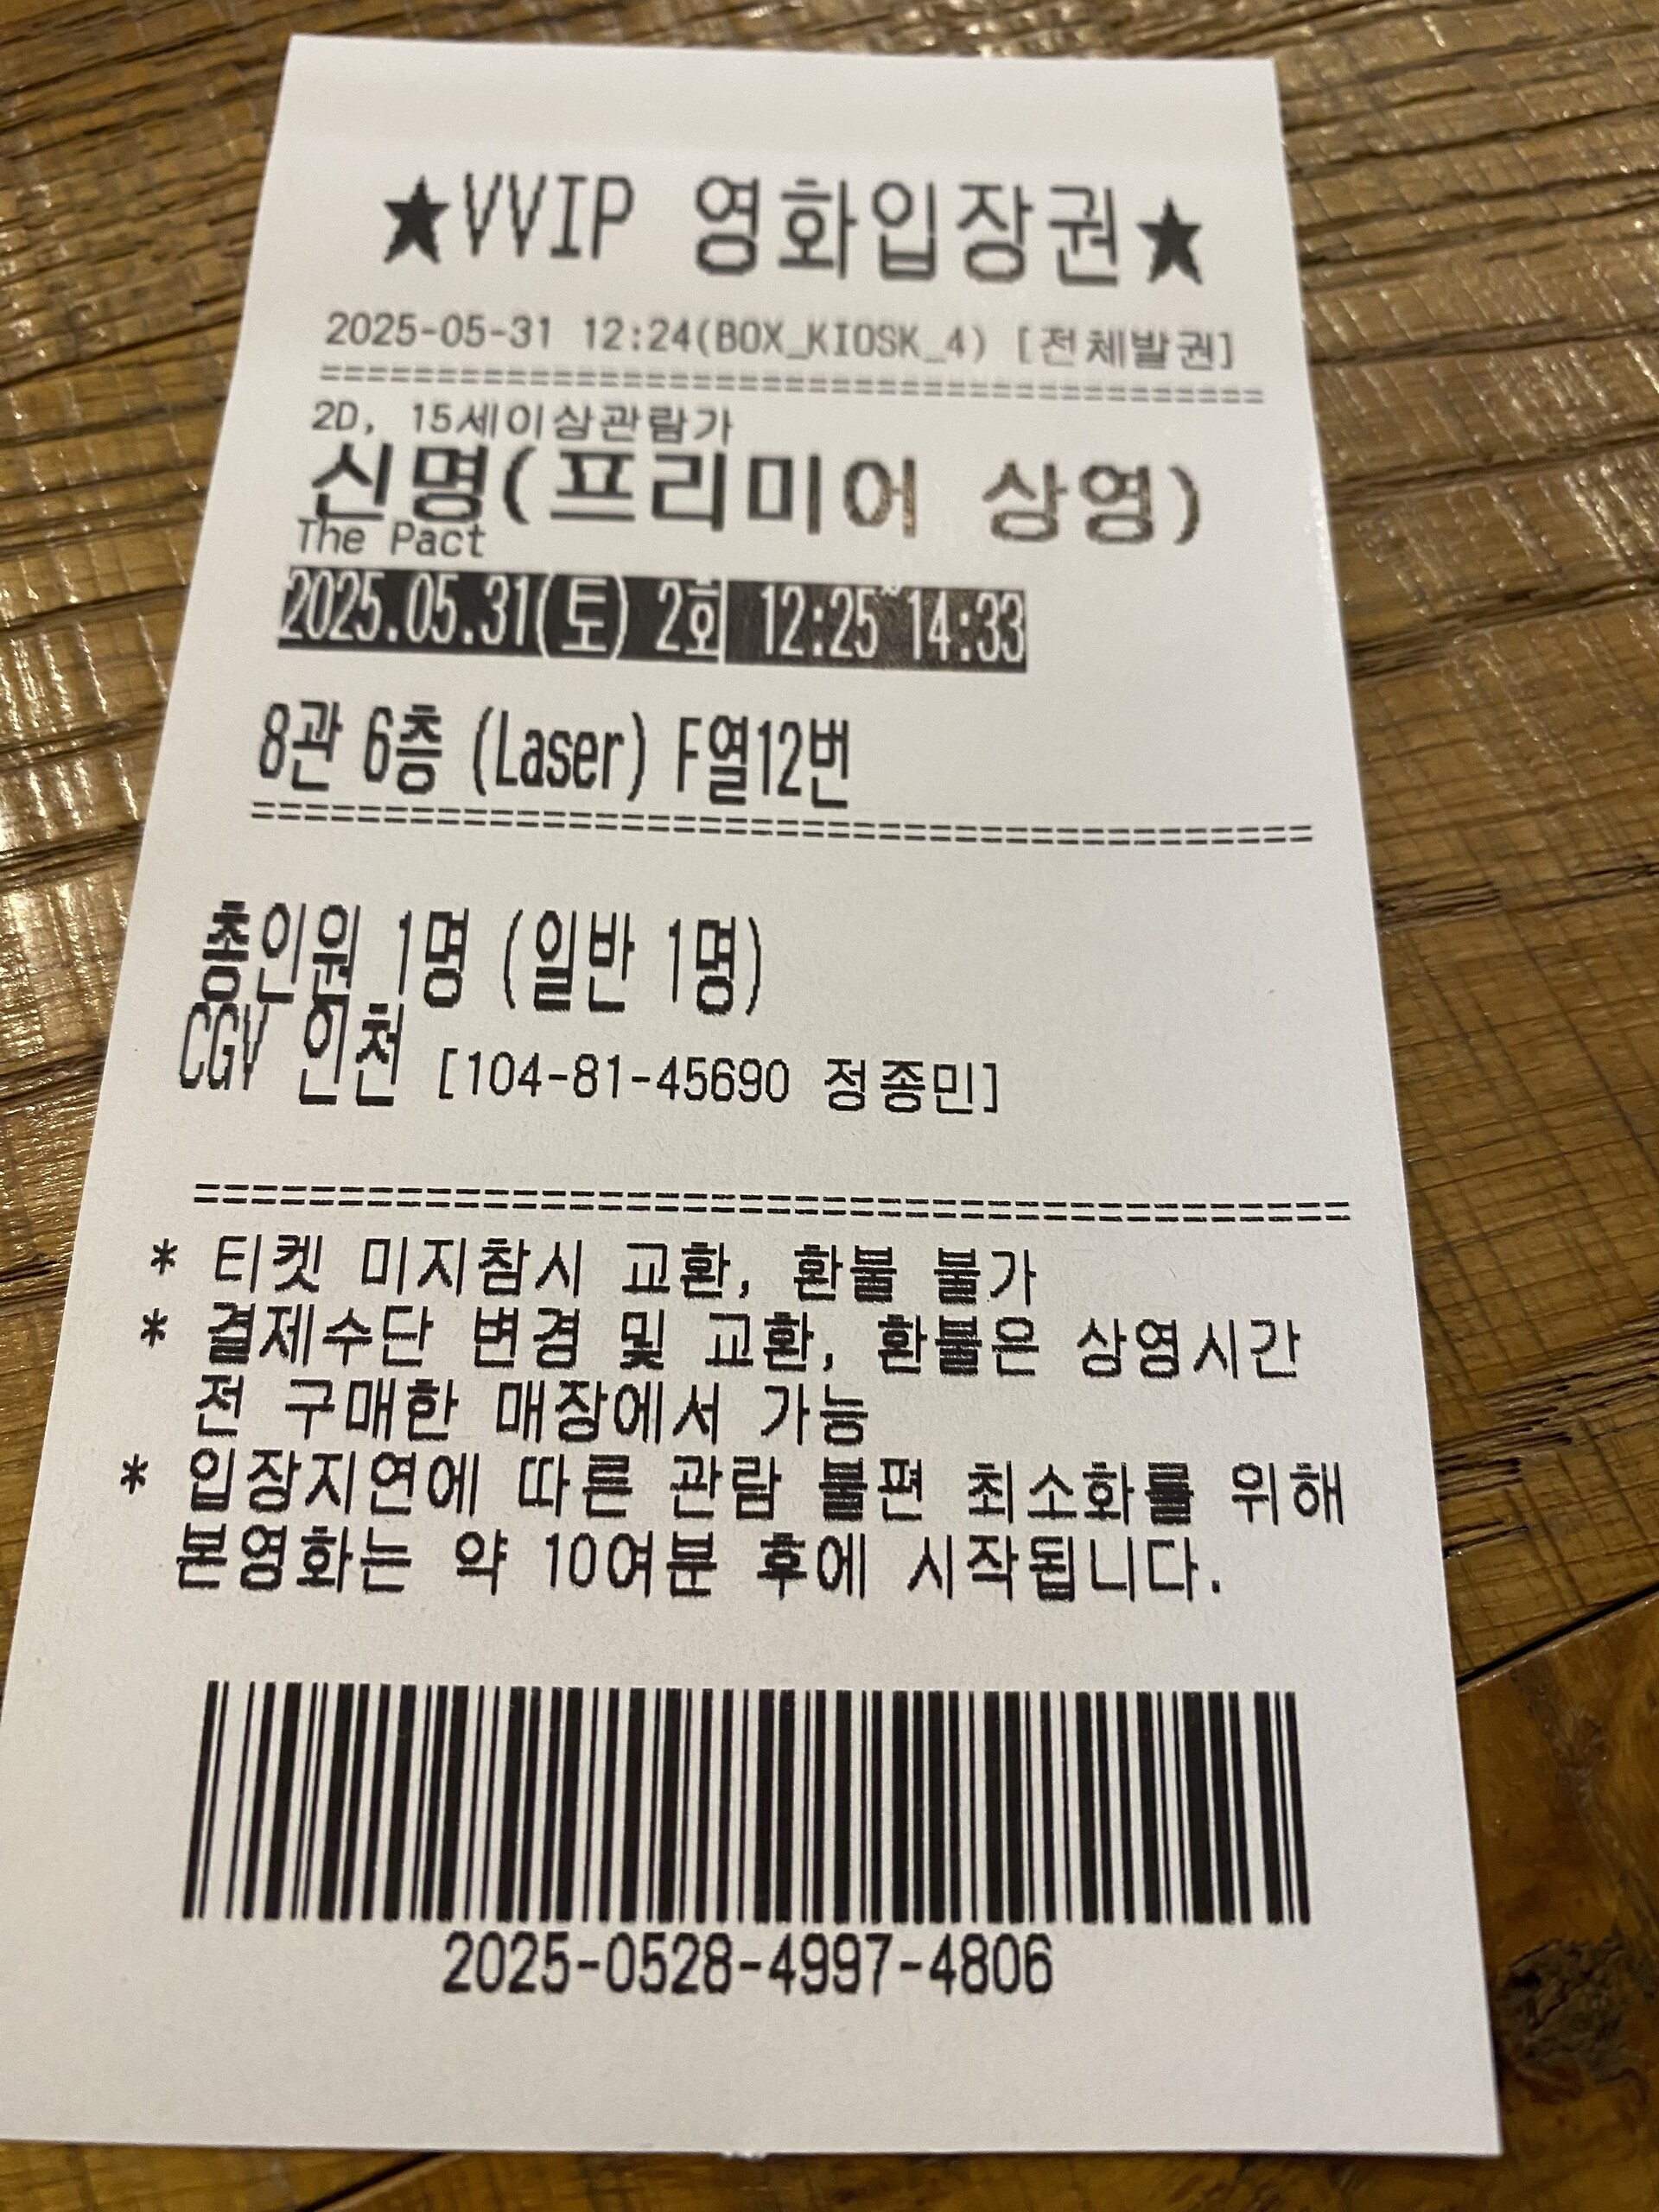 ★VVIP 영화입장권★
2025-05-31 12:24(BOX_KIOSK_4) [전체발권]
========================================
2D, 15세이상관람가
신명(프리미어 상영)
The Pact
2025.05.31(토) 2회 12:25~14:33
8관 6층 (Laser) F열12번
========================================
총인원 1명 (일반 1명)
CGV 인천 [104-81-45690 정종민]
========================================
* 티켓 미지참시 교환, 환불 불가
* 결제수단 변경 및 교환, 환불은 상영시간
전 구매한 매장에서 가능
* 입장지연에 따른 관람 불편 최소화를 위해
본영화는 약 10여분 후에 시작됩니다.
2025-0528-4997-4806